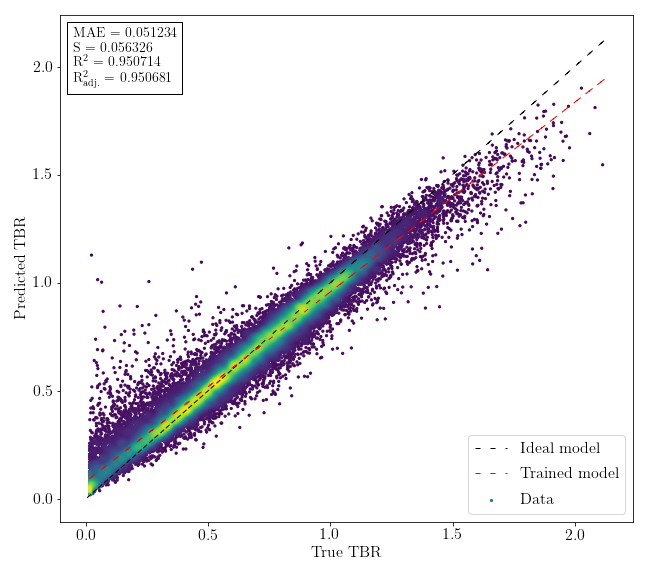 MAE = 0.051234
S = 0.056326
R² = 0.950714
R²adj. = 0.950681
2.0
1.5
1.0
0.5
0.0
Predicted TBR
Ideal model
Trained model
Data
0.0 0.5 1.0 1.5 2.0
True TBR